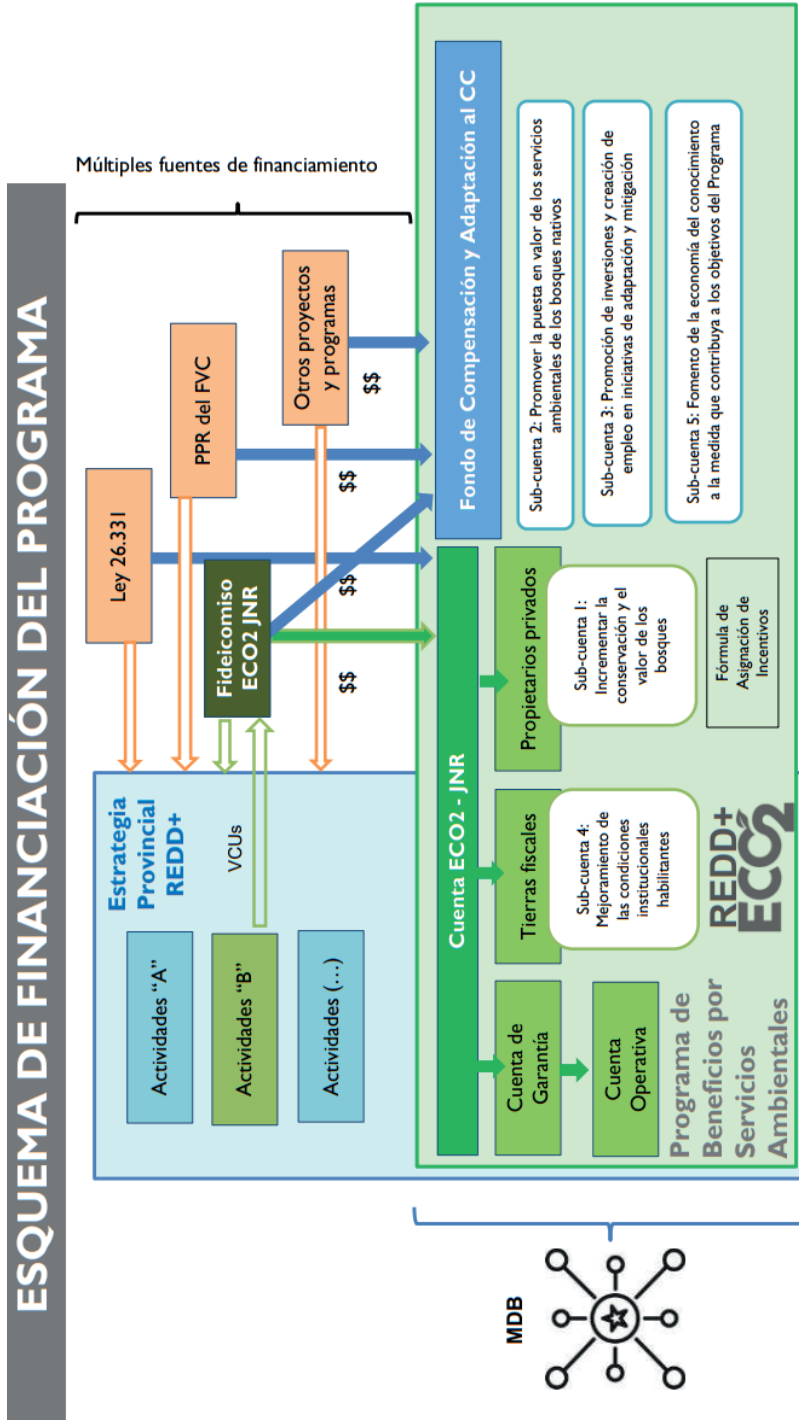 ESQUEMA DE FINANCIACIÓN DEL PROGRAMA
Múltiples fuentes de financiamiento
Ley 26.331
PPR del FVC
Otros proyectos
y programas
Fideicomiso
ECO2 JNR
$$
$$
$$
$$
Estrategia
Provincial
REDD+
VCUs
Actividades “A”
Actividades “B”
Actividades (...)
MDB
Cuenta ECO2 - JNR
Fondo de Compensación y Adaptación al CC
Cuenta de
Garantía
Cuenta
Operativa
Tierras fiscales
Sub-cuenta 4:
Mejoramiento de
las condiciones
institucionales
habilitantes
Propietarios privados
Sub-cuenta 1:
Incrementar la
conservación y el
valor de los
bosques
Fórmula de
Asignación de
Incentivos
Sub-cuenta 2: Promover la puesta en valor de los servicios
ambientales de los bosques nativos
Sub-cuenta 3: Promoción de inversiones y creación de
empleo en iniciativas de adaptación y mitigación
Sub-cuenta 5: Fomento de la economía del conocimiento
a la medida que contribuya a los objetivos del Programa
Programa de
Beneficios por
Servicios
Ambientales
REDD+
ECO2